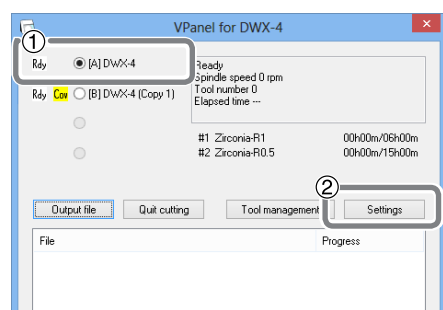 VPanel for DWX-4
①
Rdy [A] DWX-4
Rdy Cov [B] DWX-4 (Copy 1)
Ready
Spindle speed 0 rpm
Tool number 0
Elapsed time ---
#1 Zirconia-R1 00h00m/06h00m
#2 Zirconia-R0.5 00h00m/15h00m
②
Output file Quit cutting Tool management Settings
File Progress